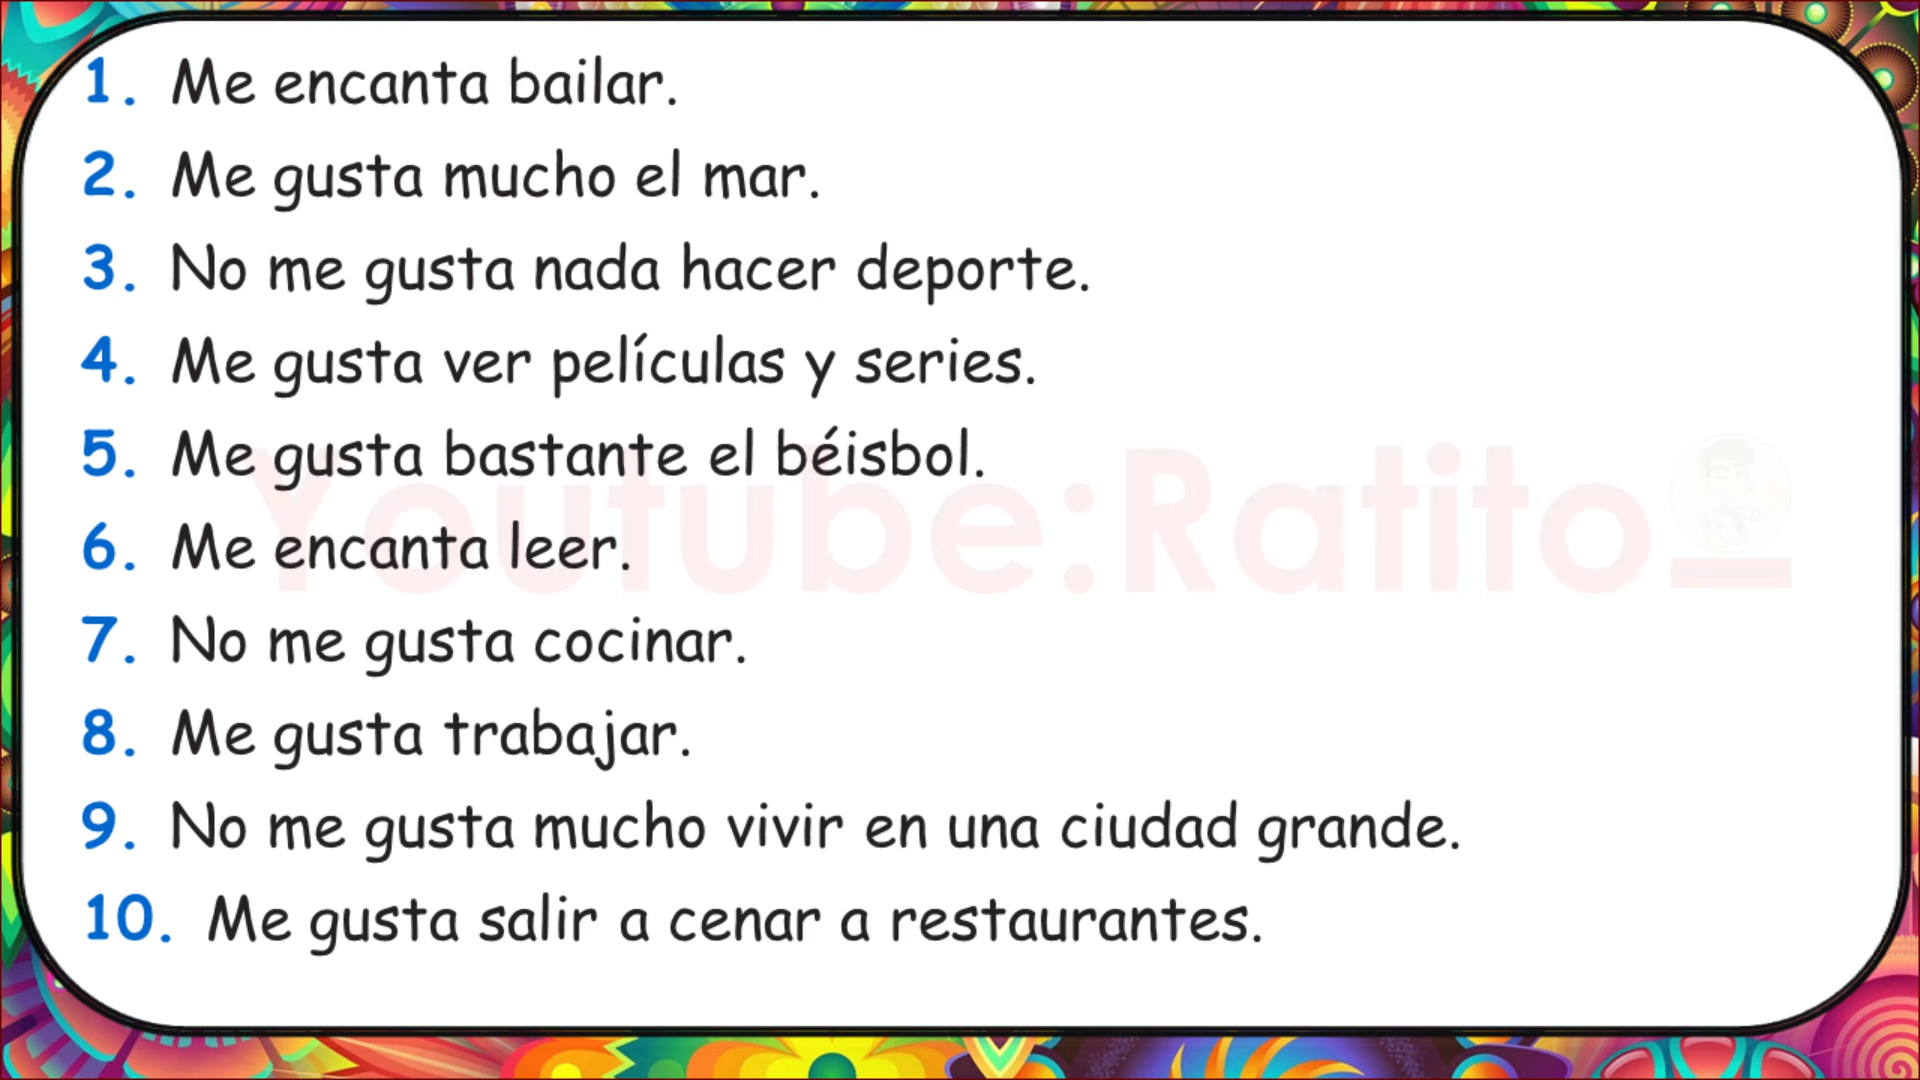 1. Me encanta bailar.
2. Me gusta mucho el mar.
3. No me gusta nada hacer deporte.
4. Me gusta ver películas y series.
5. Me gusta bastante el béisbol.
Youtube:Ratito_
6. Me encanta leer.
7. No me gusta cocinar.
8. Me gusta trabajar.
9. No me gusta mucho vivir en una ciudad grande.
10. Me gusta salir a cenar a restaurantes.